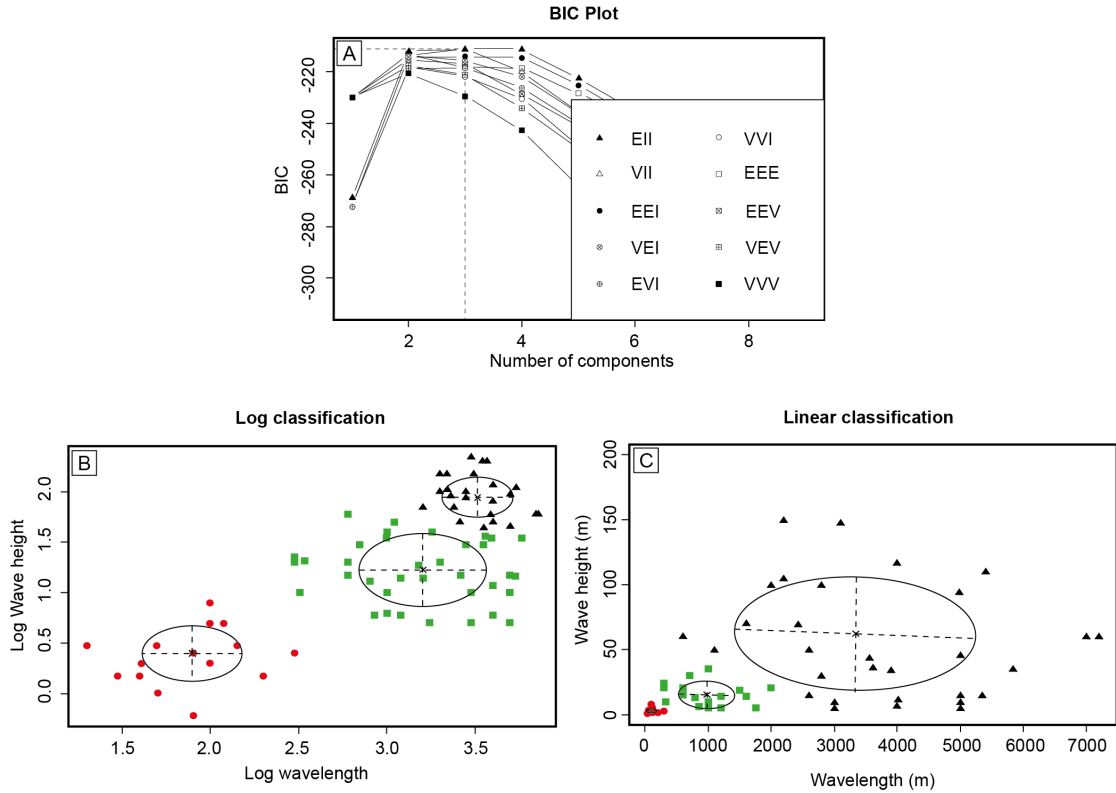 BIC Plot
A
BIC
-220
-240
-260
-280
-300
EII VVI
VII EEE
EEI EEV
VEI VEV
EVI VVV
2 4 6 8
Number of components
Log classification
B
Log Wave height
2.0
1.5
1.0
0.5
0.0
1.5 2.0 2.5 3.0 3.5
Log wavelength
Linear classification
C
Wave height (m)
200
150
100
50
0
0 1000 2000 3000 4000 5000 6000 7000
Wavelength (m)